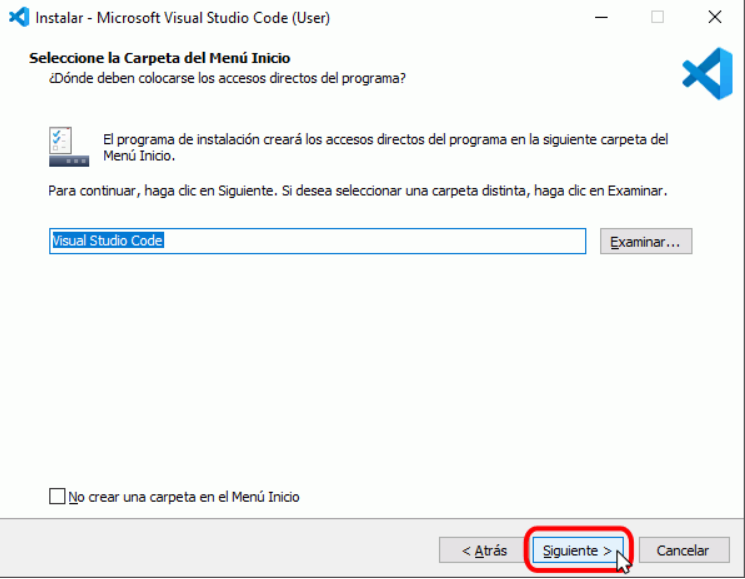 Instalar - Microsoft Visual Studio Code (User)
Seleccione la Carpeta del Menú Inicio
¿Dónde deben colocarse los accesos directos del programa?
El programa de instalación creará los accesos directos del programa en la siguiente carpeta del
Menú Inicio.
Para continuar, haga clic en Siguiente. Si desea seleccionar una carpeta distinta, haga clic en Examinar.
Visual Studio Code
Examinar...
No crear una carpeta en el Menú Inicio
< Atrás
Siguiente >
Cancelar